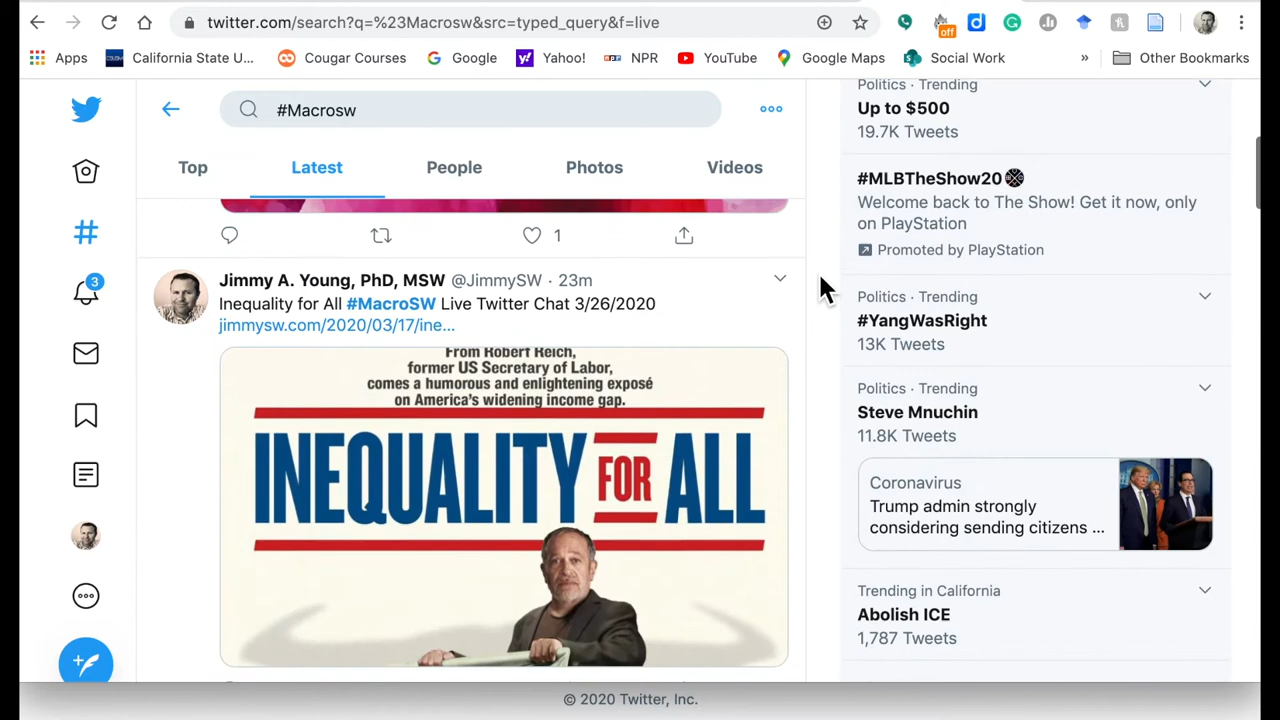 twitter.com/search?q=%23Macrosw&src=typed_query&f=live
off
Apps
California State U...
Cougar Courses
Google
Yahoo!
NPR
YouTube
Google Maps
Social Work
»
Other Bookmarks
#Macrosw
Top
Latest
People
Photos
Videos
1
Jimmy A. Young, PhD, MSW @JimmySW · 23m
Inequality for All #MacroSW Live Twitter Chat 3/26/2020
jimmysw.com/2020/03/17/ine...
From Robert Reich,
former US Secretary of Labor,
comes a humorous and enlightening exposé
on America's widening income gap.
INEQUALITY FOR ALL
3
Politics · Trending
Up to $500
19.7K Tweets
#MLBTheShow20
Welcome back to The Show! Get it now, only
on PlayStation
Promoted by PlayStation
Politics · Trending
#YangWasRight
13K Tweets
Politics · Trending
Steve Mnuchin
11.8K Tweets
Coronavirus
Trump admin strongly
considering sending citizens ...
Trending in California
Abolish ICE
1,787 Tweets
© 2020 Twitter, Inc.